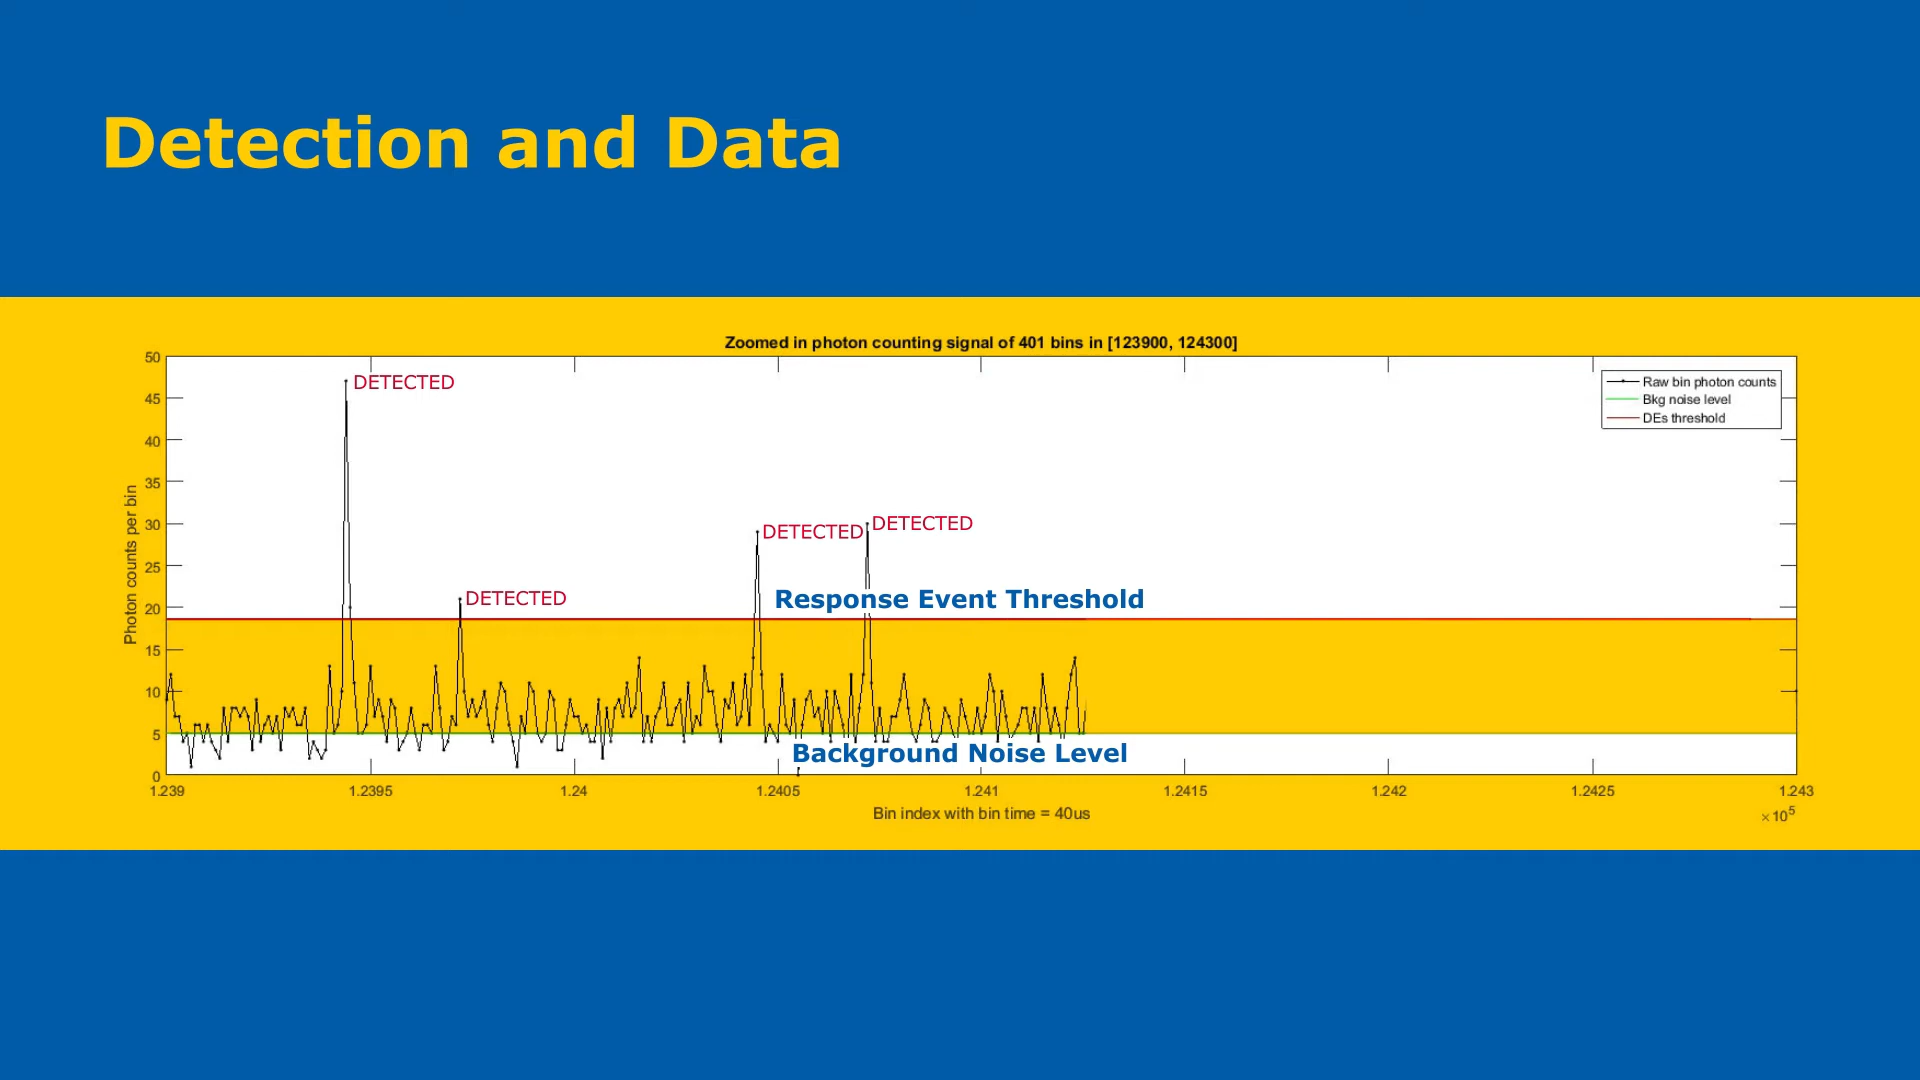 Detection and Data
Zoomed in photon counting signal of 401 bins in [123900, 124300]
Photon counts per bin
50
45
40
35
30
25
20
15
10
5
0
DETECTED
DETECTED
DETECTED
DETECTED
Raw bin photon counts
Bkg noise level
DEs threshold
Response Event Threshold
Background Noise Level
1.239 1.2395 1.24 1.2405 1.241 1.2415 1.242 1.2425 1.243
×10⁵
Bin index with bin time = 40us